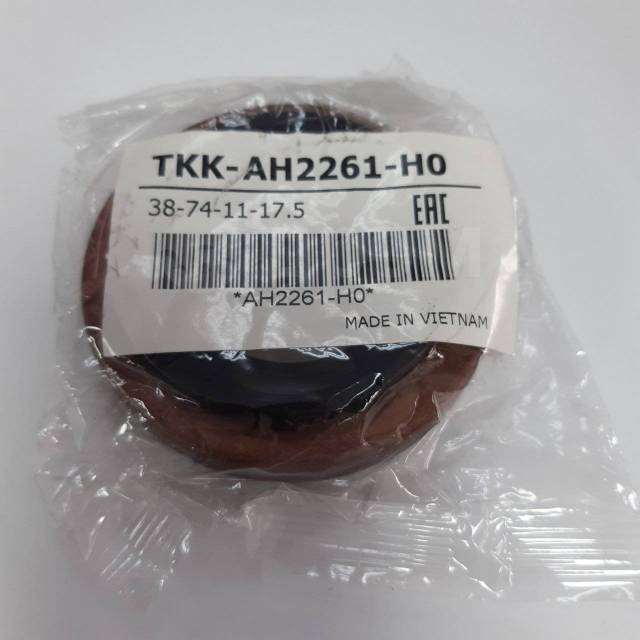 TKK-AH2261-H0
38-74-11-17.5 EAC
*AH2261-H0*
MADE IN VIETNAM